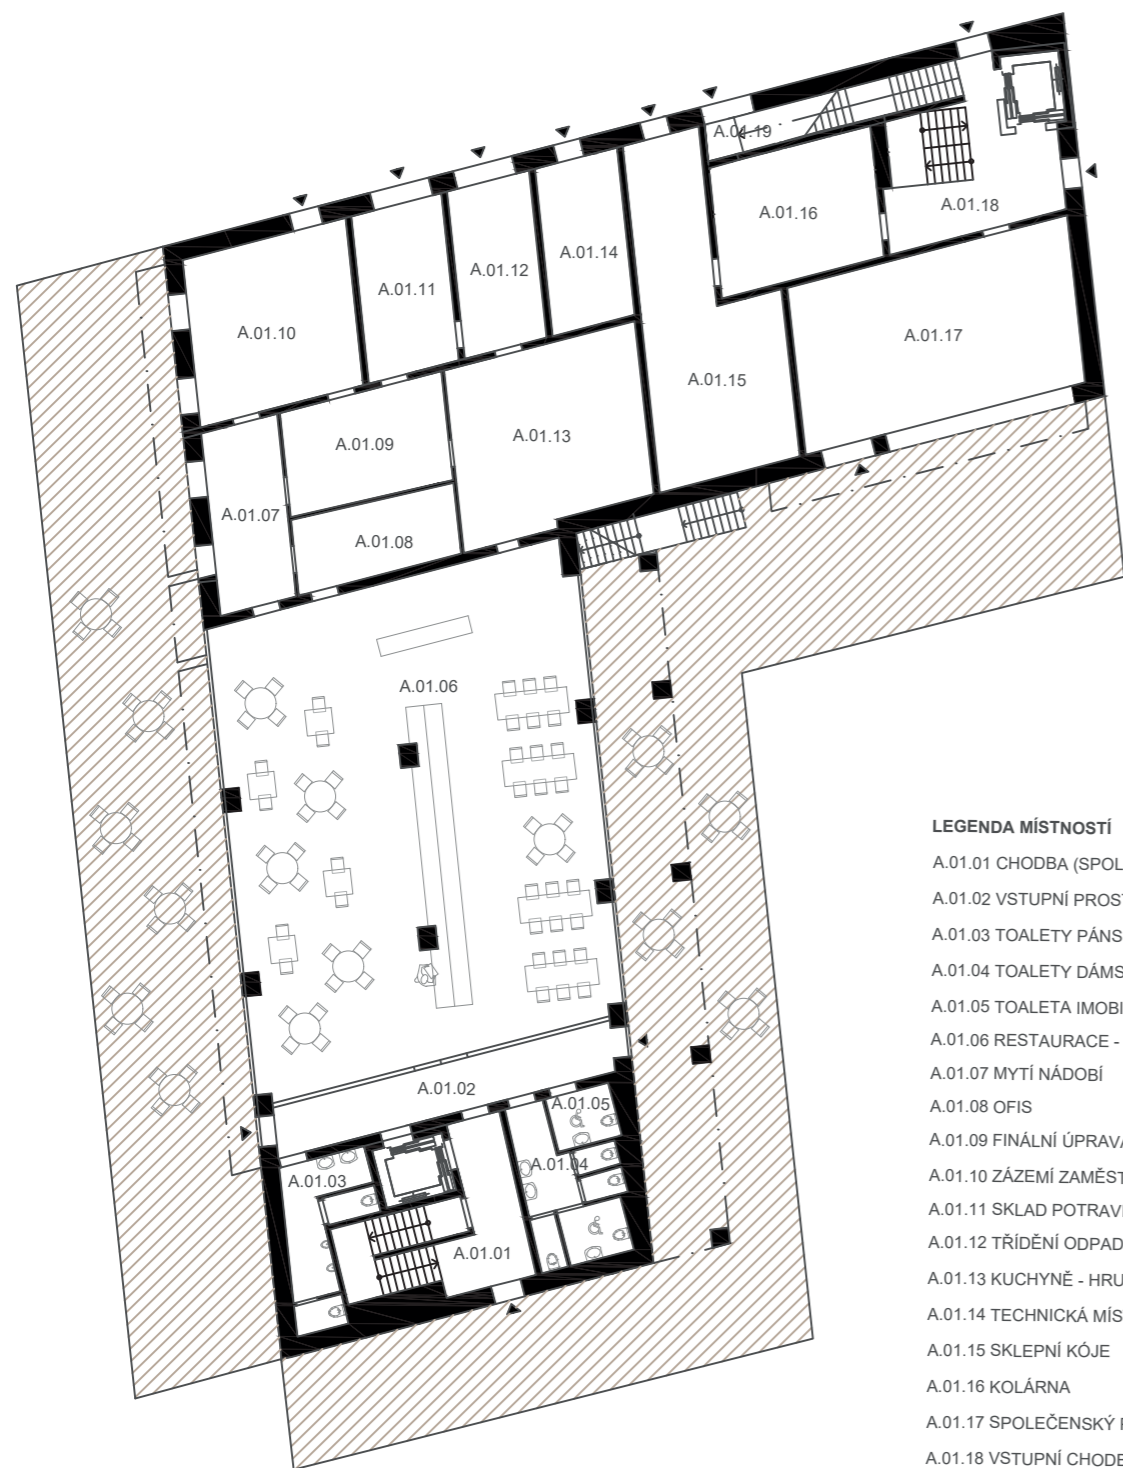 A.01.19
A.01.16
A.01.18
A.01.14
A.01.12
A.01.11
A.01.10
A.01.17
A.01.15
A.01.13
A.01.09
A.01.07
A.01.08
A.01.06
A.01.02
A.01.05
A.01.04
A.01.03
A.01.01
LEGENDA MÍSTNOSTÍ
A.01.01 CHODBA (SPOL
A.01.02 VSTUPNÍ PROST
A.01.03 TOALETY PÁNS
A.01.04 TOALETY DÁMS
A.01.05 TOALETA IMOBI
A.01.06 RESTAURACE -
A.01.07 MYTÍ NÁDOBÍ
A.01.08 OFIS
A.01.09 FINÁLNÍ ÚPRAVA
A.01.10 ZÁZEMÍ ZAMĚST
A.01.11 SKLAD POTRAVI
A.01.12 TŘÍDĚNÍ ODPAD
A.01.13 KUCHYNĚ - HRU
A.01.14 TECHNICKÁ MÍS
A.01.15 SKLEPNÍ KÓJE
A.01.16 KOLÁRNA
A.01.17 SPOLEČENSKÝ P
A.01.18 VSTUPNÍ CHODB